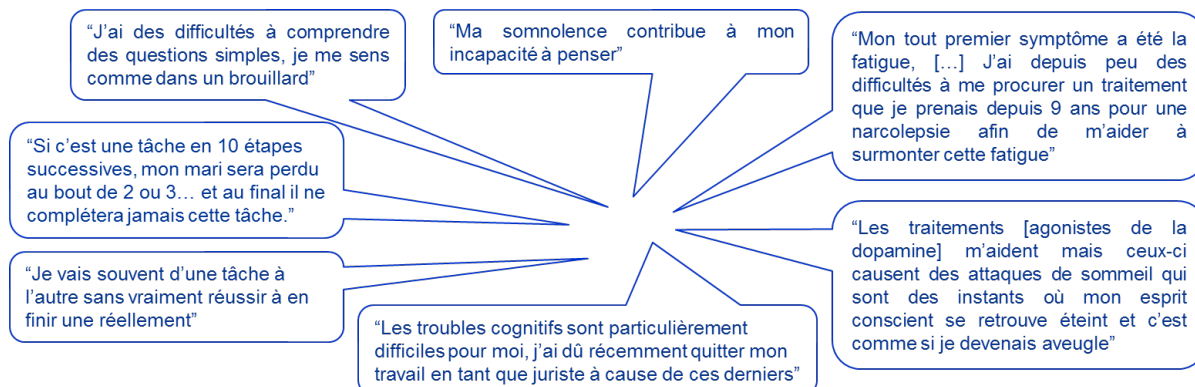 “J’ai des difficultés à comprendre
des questions simples, je me sens
comme dans un brouillard”
“Ma somnolence contribue à mon
incapacité à penser”
“Mon tout premier symptôme a été la
fatigue, […] J’ai depuis peu des
difficultés à me procurer un traitement
que je prenais depuis 9 ans pour une
narcolepsie afin de m’aider à
surmonter cette fatigue”
“Si c’est une tâche en 10 étapes
successives, mon mari sera perdu
au bout de 2 ou 3… et au final il ne
complétera jamais cette tâche.”
“Les traitements [agonistes de la
dopamine] m’aident mais ceux-ci
causent des attaques de sommeil qui
sont des instants où mon esprit
conscient se retrouve éteint et c’est
comme si je devenais aveugle”
“Je vais souvent d’une tâche à
l’autre sans vraiment réussir à en
finir une réellement”
“Les troubles cognitifs sont particulièrement
difficiles pour moi, j’ai dû récemment quitter mon
travail en tant que juriste à cause de ces derniers”